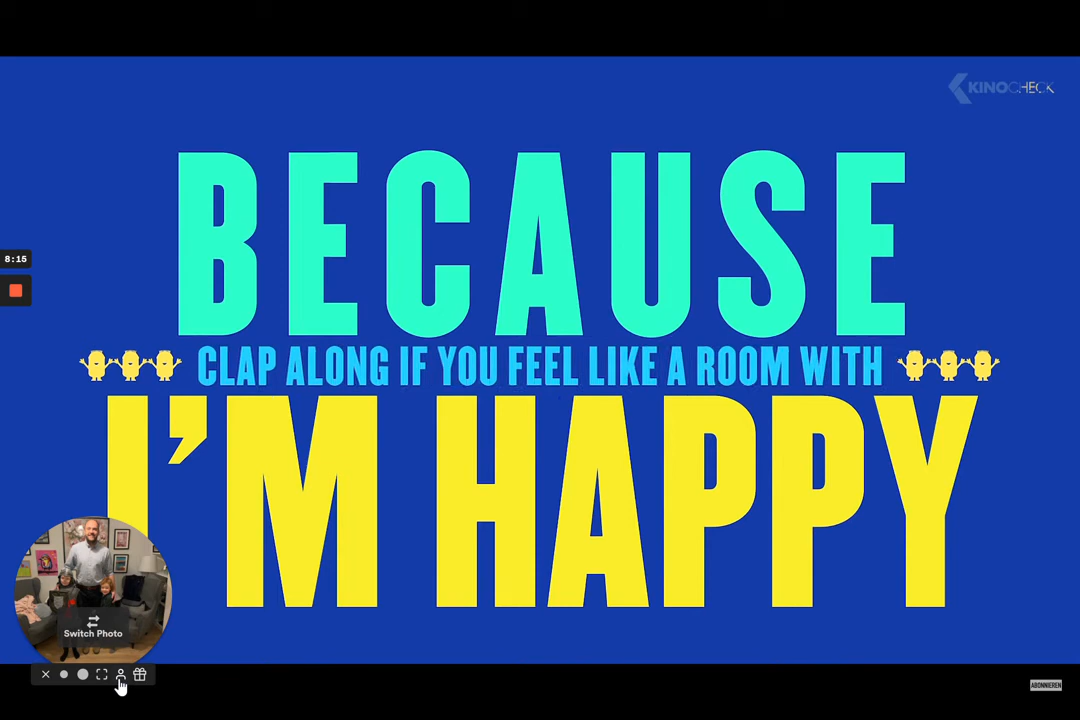 KINOCHECK
BECAUSE
8:15
CLAP ALONG IF YOU FEEL LIKE A ROOM WITH
I'M HAPPY
Switch Photo
ABONNIEREN